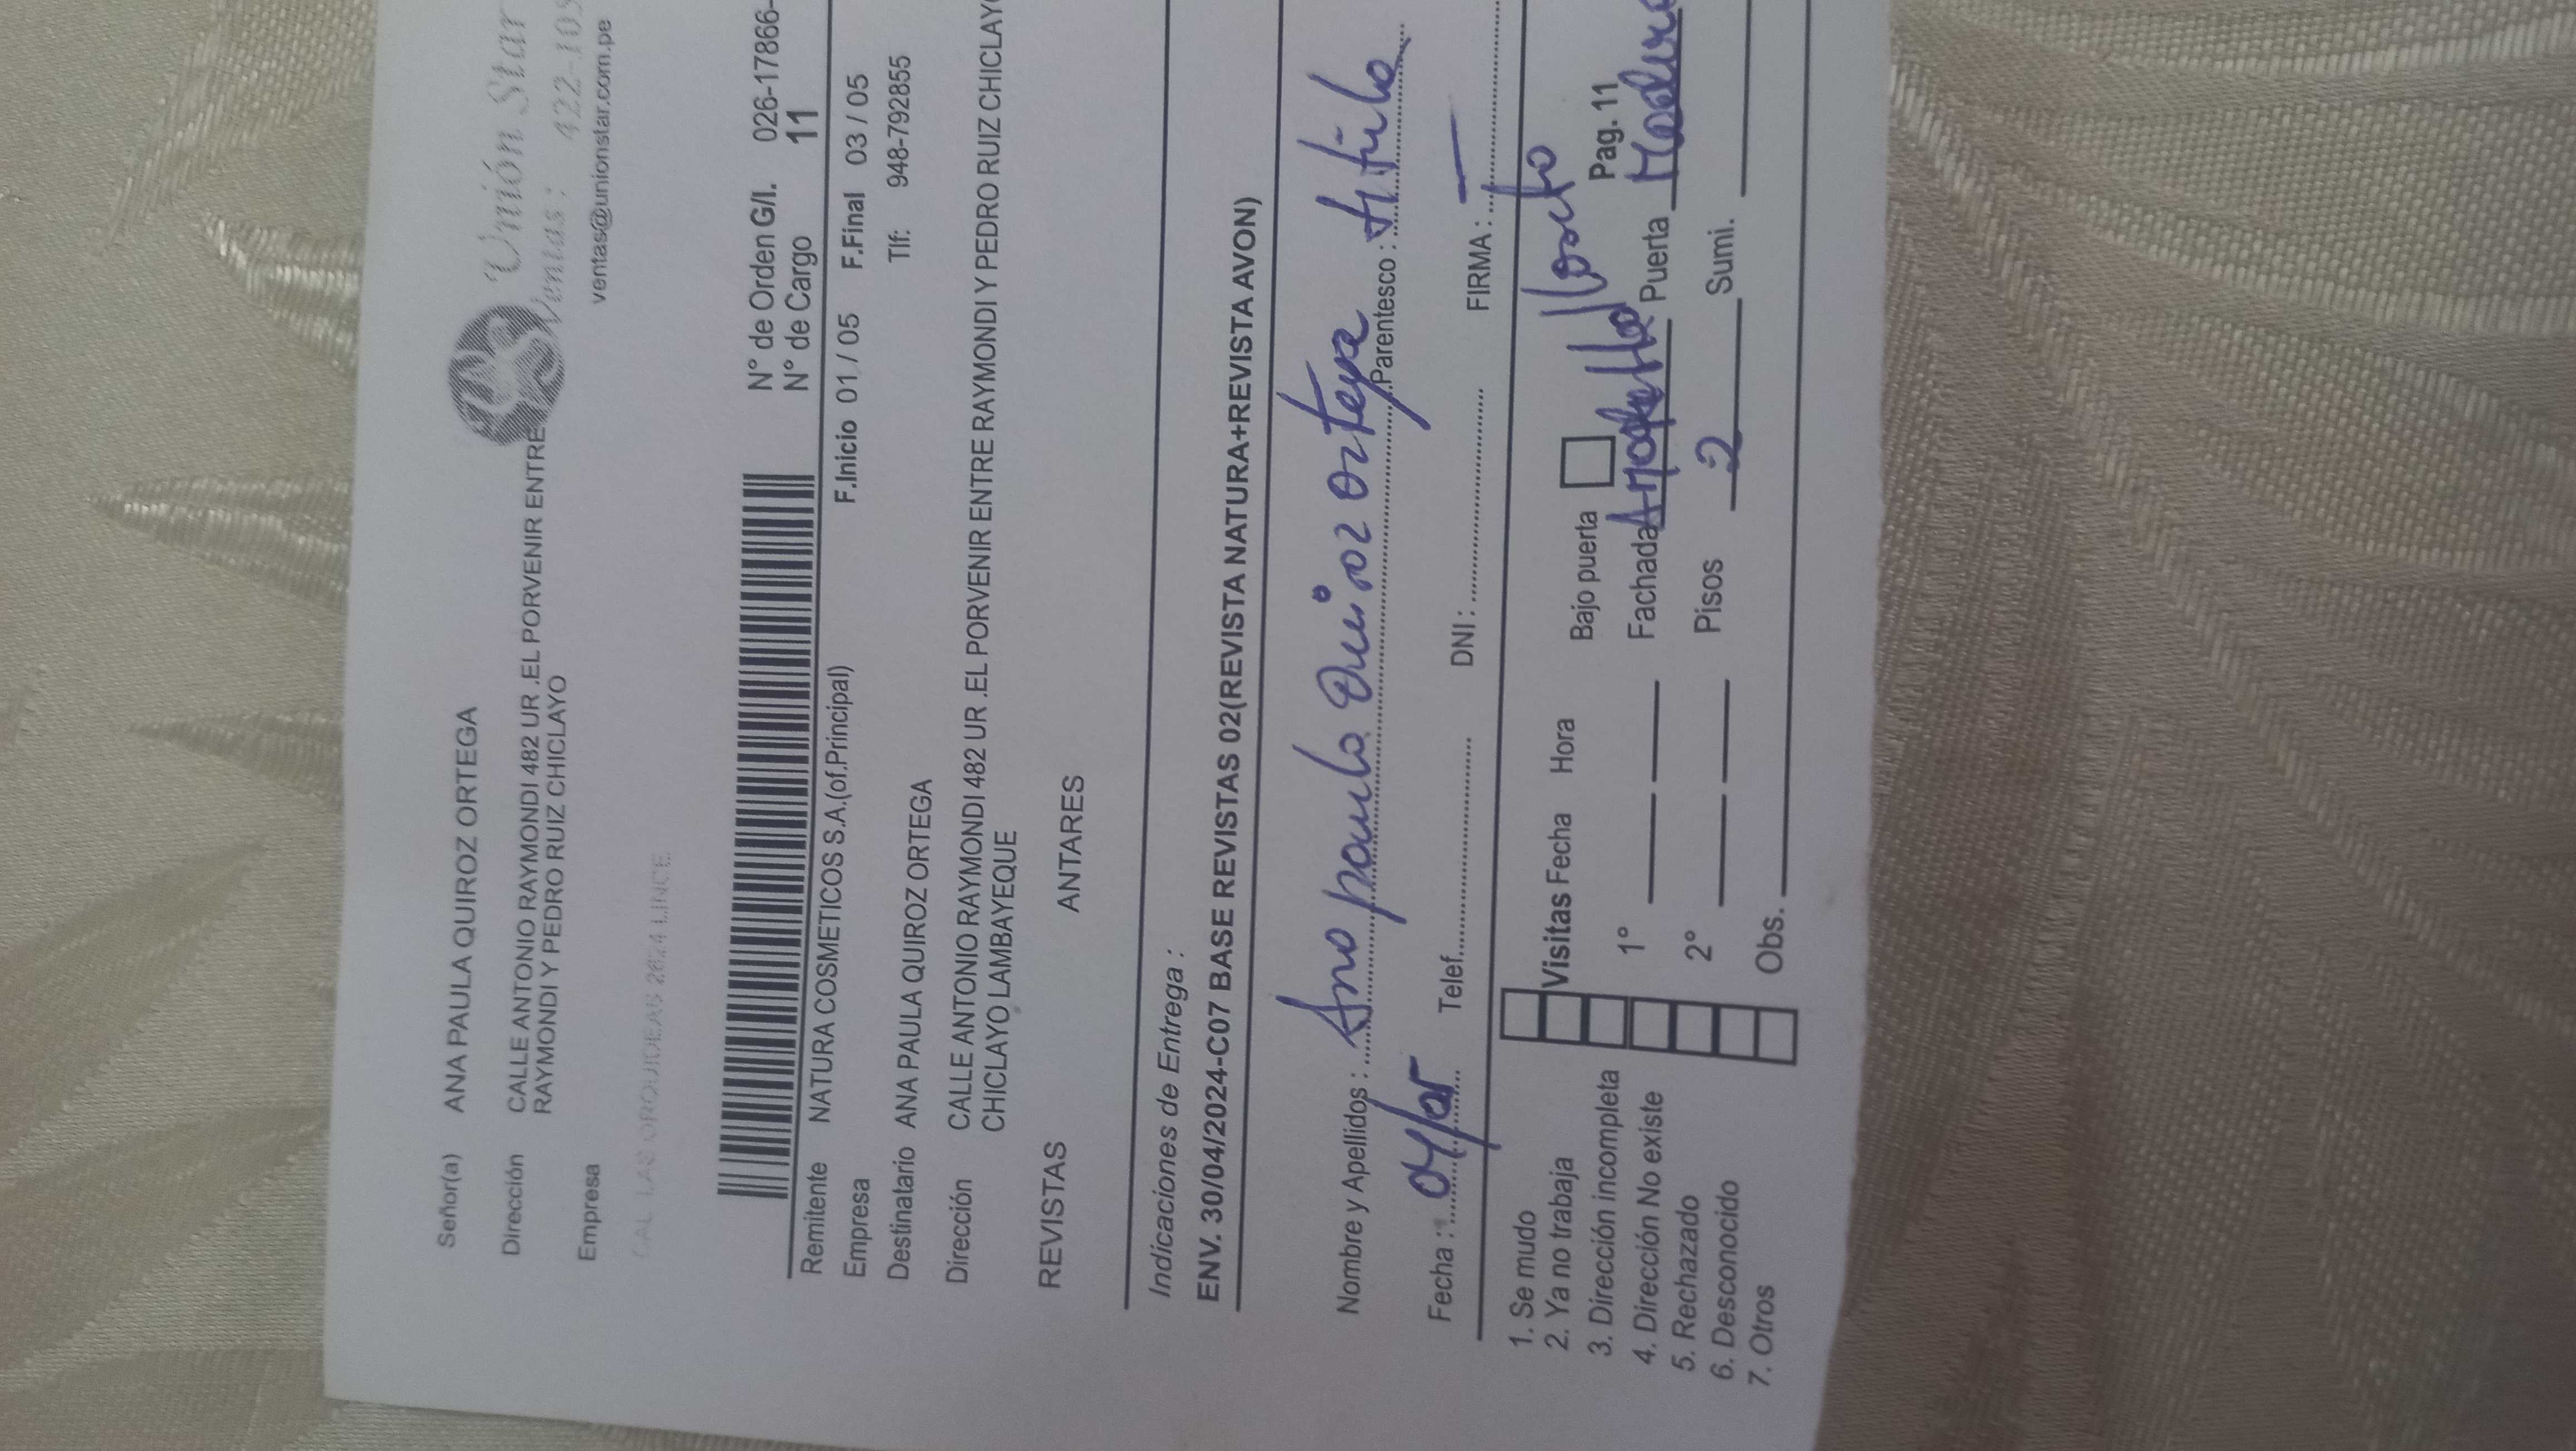 Unión Star
Ventas: 422-105
ventas@unionstar.com.pe
Señor(a) ANA PAULA QUIROZ ORTEGA
Dirección CALLE ANTONIO RAYMONDI 482 UR .EL PORVENIR ENTRE
RAYMONDI Y PEDRO RUIZ CHICLAYO
Empresa
CAL LAS ORQUIDEAS 2624 LINCE
N° de Orden G/I. 026-17866-
N° de Cargo 11
Remitente NATURA COSMETICOS S.A.(of.Principal) F.Inicio 01 / 05 F.Final 03 / 05
Empresa Tlf: 948-792855
Destinatario ANA PAULA QUIROZ ORTEGA
Dirección CALLE ANTONIO RAYMONDI 482 UR .EL PORVENIR ENTRE RAYMONDI Y PEDRO RUIZ CHICLAYO
CHICLAYO LAMBAYEQUE
REVISTAS ANTARES
Indicaciones de Entrega :
ENV. 30/04/2024-C07 BASE REVISTAS 02(REVISTA NATURA+REVISTA AVON)
Nombre y Apellidos : Ana paula Quiroz Ortega Parentesco :
Fecha : 04/05 Telef. DNI : FIRMA : —
1. Se mudo
2. Ya no trabaja
3. Dirección incompleta
4. Dirección No existe
5. Rechazado
6. Desconocido
7. Otros
Visitas Fecha Hora Bajo puerta Pag. 11
1° Fachada Puerta
2° Pisos 2 Sumi.
Obs.